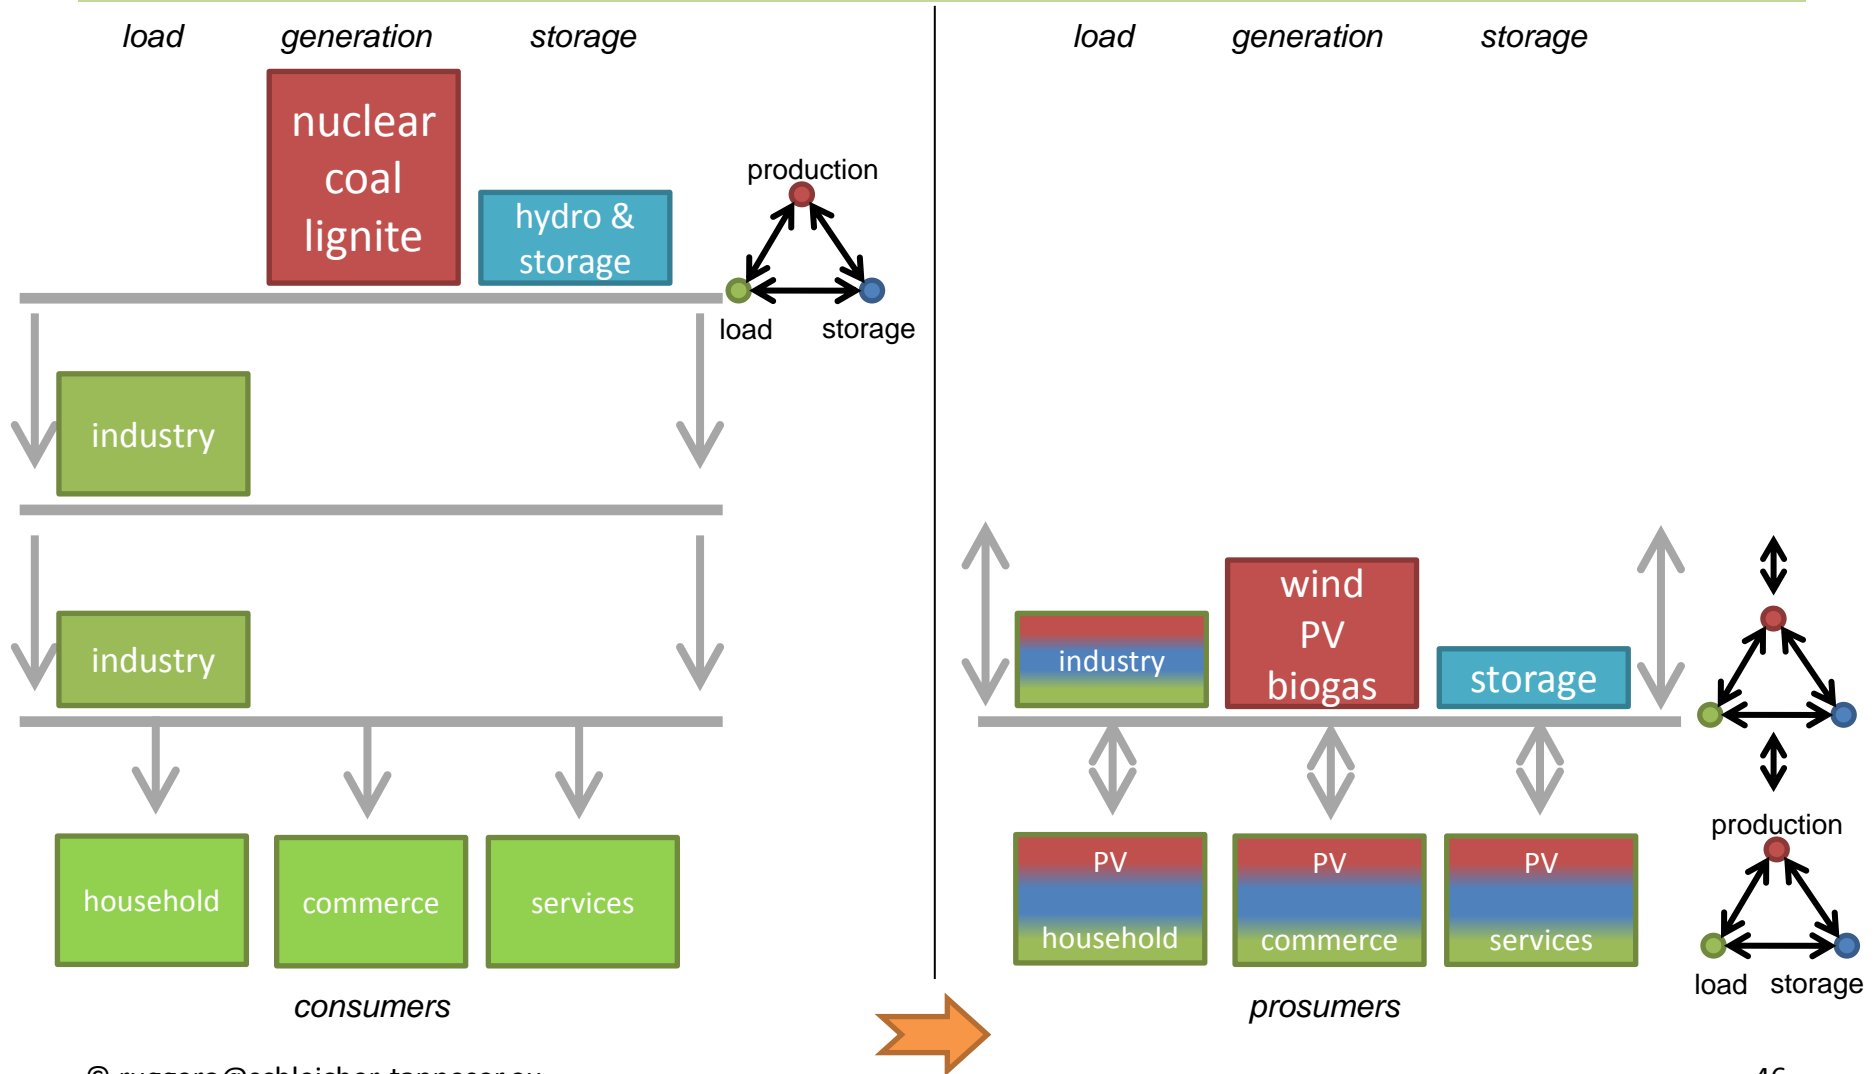 load generation storage
nuclear
coal
lignite
hydro &
storage
production
load storage
industry
industry
household commerce services
consumers
load generation storage
industry
wind
PV
biogas
storage
PV PV PV
household commerce services
production
load storage
prosumers